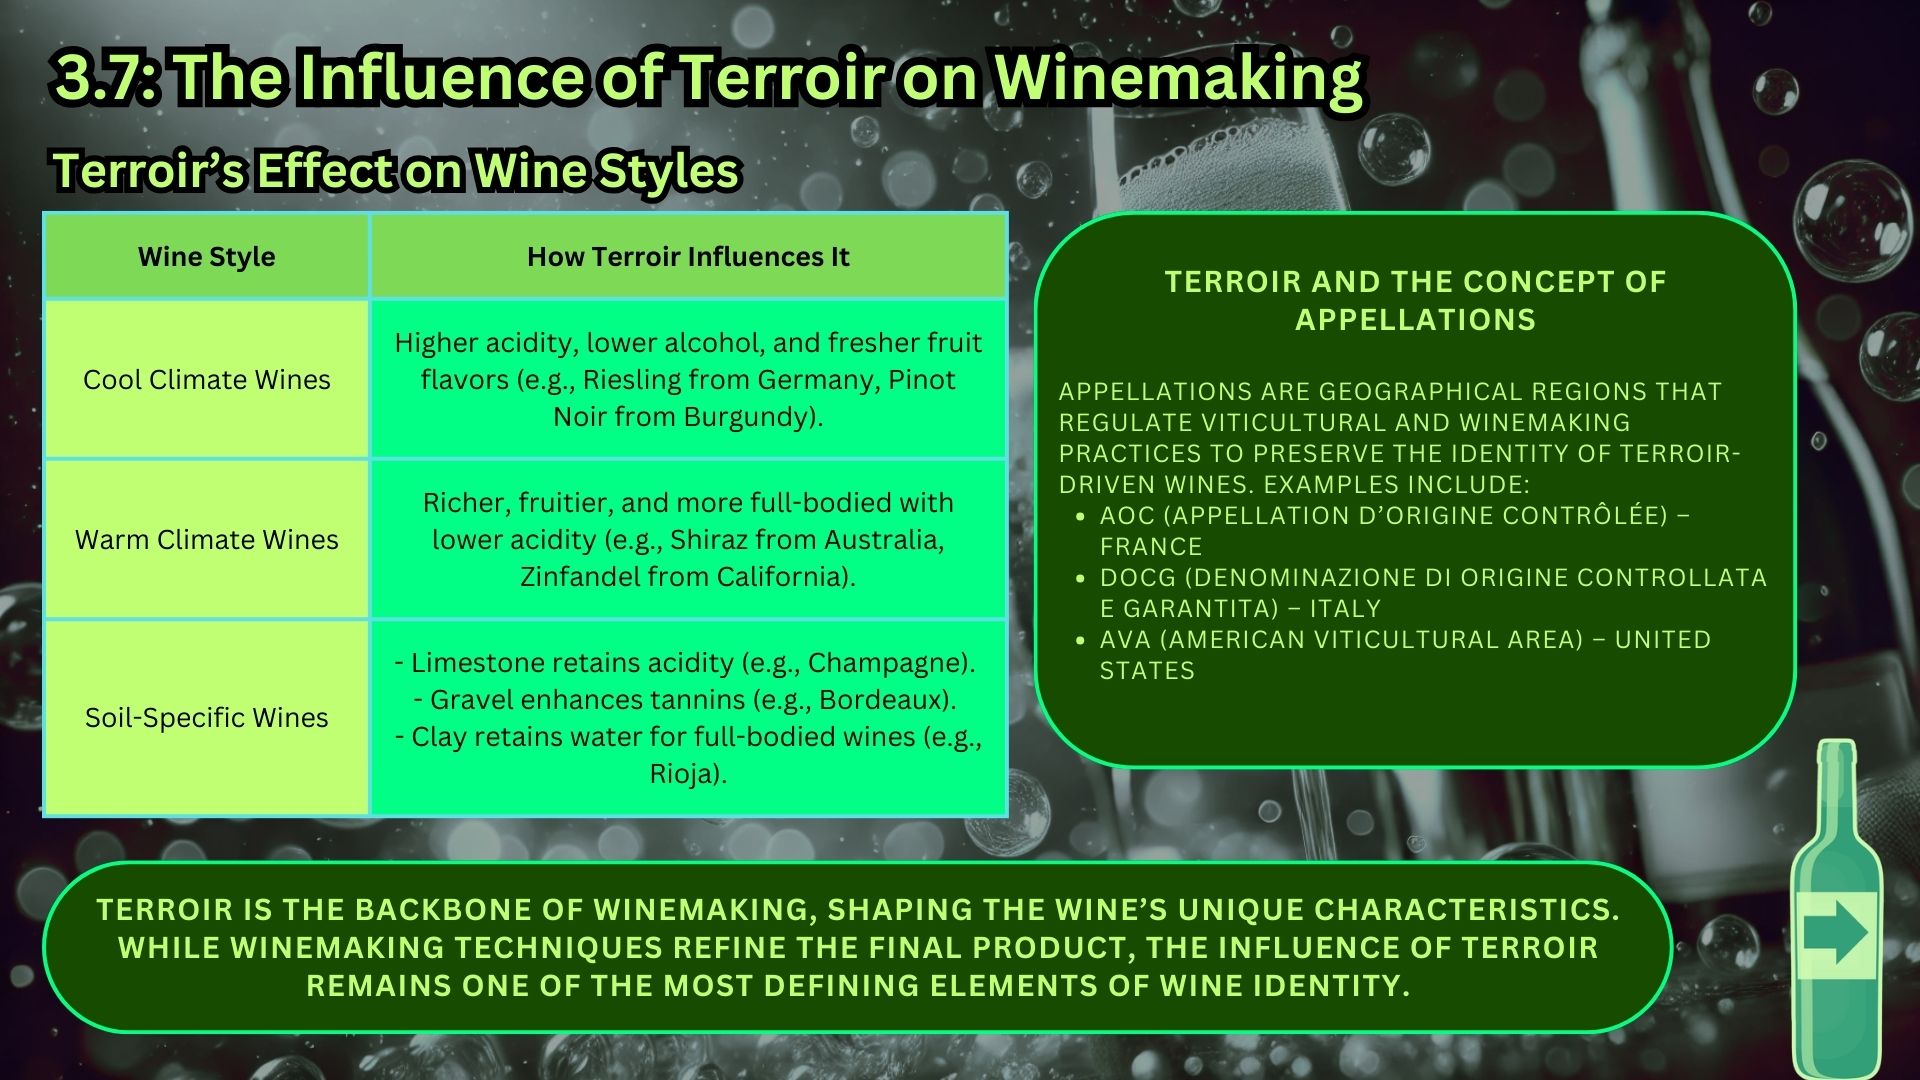 3.7: The Influence of Terroir on Winemaking
Terroir’s Effect on Wine Styles
Wine Style
How Terroir Influences It
Cool Climate Wines
Higher acidity, lower alcohol, and fresher fruit
flavors (e.g., Riesling from Germany, Pinot
Noir from Burgundy).
Warm Climate Wines
Richer, fruitier, and more full-bodied with
lower acidity (e.g., Shiraz from Australia,
Zinfandel from California).
Soil-Specific Wines
- Limestone retains acidity (e.g., Champagne).
- Gravel enhances tannins (e.g., Bordeaux).
- Clay retains water for full-bodied wines (e.g.,
Rioja).
TERROIR AND THE CONCEPT OF
APPELLATIONS
APPELLATIONS ARE GEOGRAPHICAL REGIONS THAT
REGULATE VITICULTURAL AND WINEMAKING
PRACTICES TO PRESERVE THE IDENTITY OF TERROIR-
DRIVEN WINES. EXAMPLES INCLUDE:
• AOC (APPELLATION D’ORIGINE CONTRÔLÉE) –
FRANCE
• DOCG (DENOMINAZIONE DI ORIGINE CONTROLLATA
E GARANTITA) – ITALY
• AVA (AMERICAN VITICULTURAL AREA) – UNITED
STATES
TERROIR IS THE BACKBONE OF WINEMAKING, SHAPING THE WINE’S UNIQUE CHARACTERISTICS.
WHILE WINEMAKING TECHNIQUES REFINE THE FINAL PRODUCT, THE INFLUENCE OF TERROIR
REMAINS ONE OF THE MOST DEFINING ELEMENTS OF WINE IDENTITY.